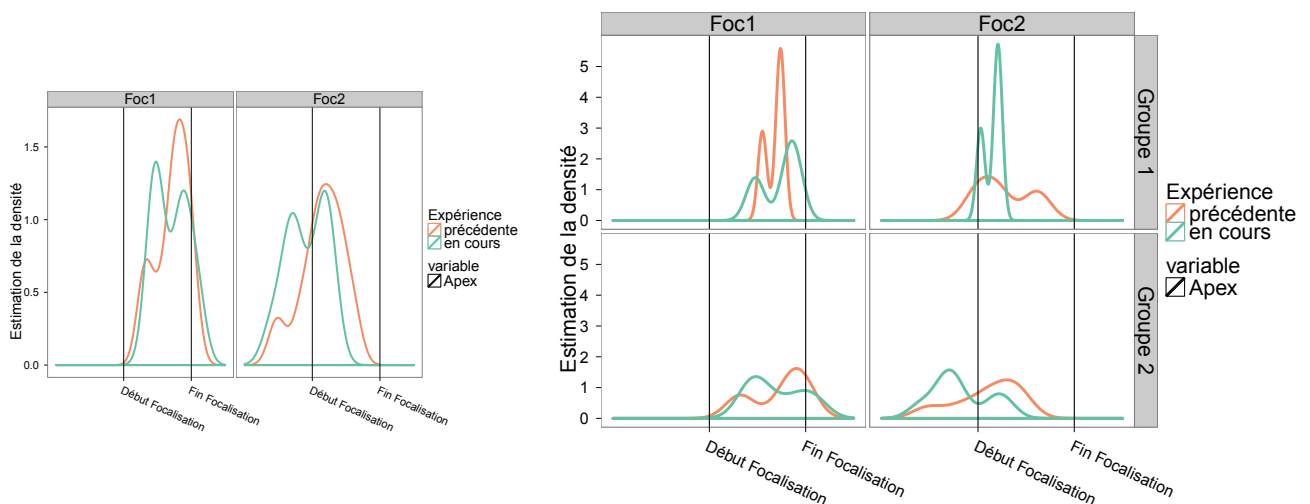 Foc1
Foc2
Estimation de la densité
1.5
1.0
0.5
0.0
Début Focalisation
Fin Focalisation
Début Focalisation
Fin Focalisation
Expérience
précédente
en cours
variable
Apex
Foc1
Foc2
Estimation de la densité
5
4
3
2
1
0
Groupe 1
5
4
3
2
1
0
Groupe 2
Début Focalisation
Fin Focalisation
Début Focalisation
Fin Focalisation
Expérience
précédente
en cours
variable
Apex